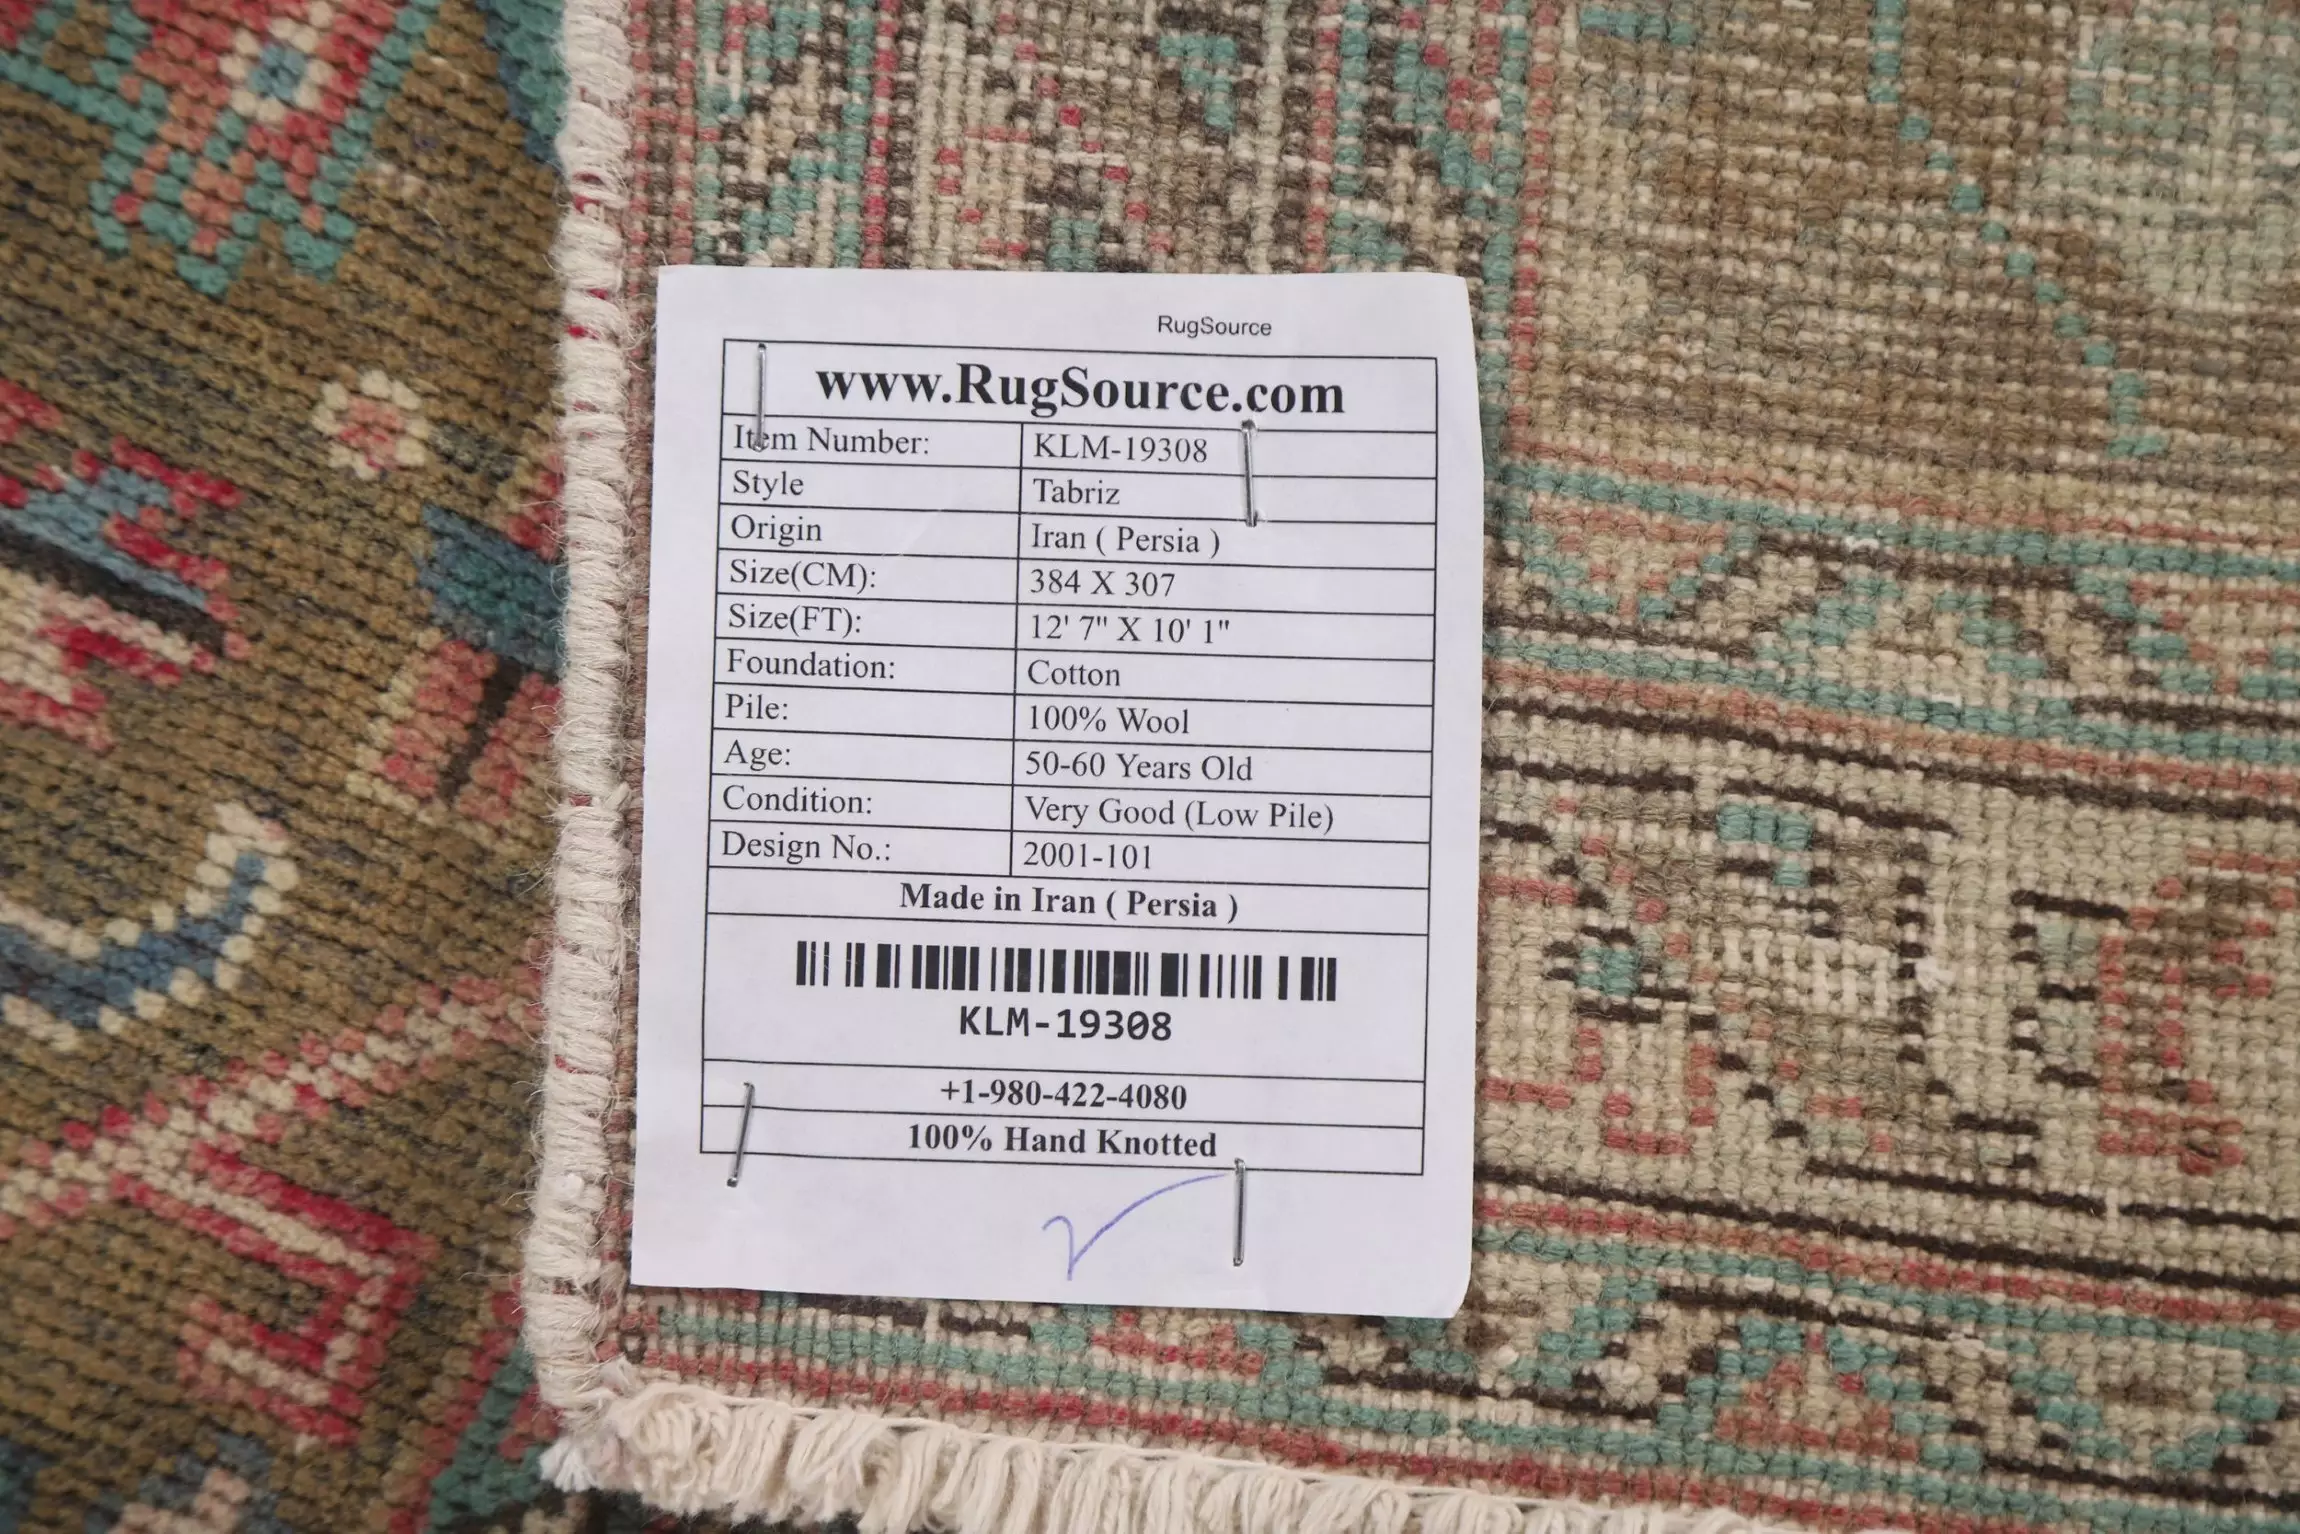 RugSource
www.RugSource.com
Item Number: KLM-19308
Style Tabriz
Origin Iran ( Persia )
Size(CM): 384 X 307
Size(FT): 12' 7" X 10' 1"
Foundation: Cotton
Pile: 100% Wool
Age: 50-60 Years Old
Condition: Very Good (Low Pile)
Design No.: 2001-101
Made in Iran ( Persia )
KLM-19308
+1-980-422-4080
100% Hand Knotted